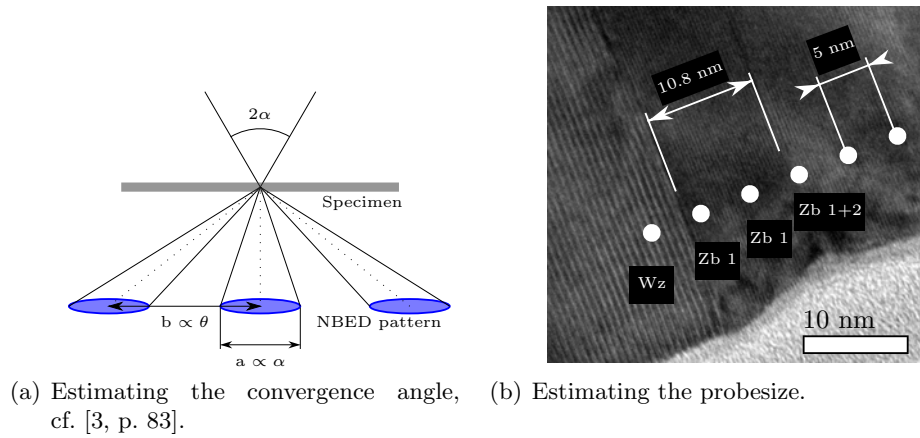 2α
Specimen
b ∝ θ
NBED pattern
a ∝ α
(a) Estimating the convergence angle,
cf. [3, p. 83].
10.8 nm
5 nm
Zb 1+2
Zb 1
Zb 1
Wz
10 nm
(b) Estimating the probesize.